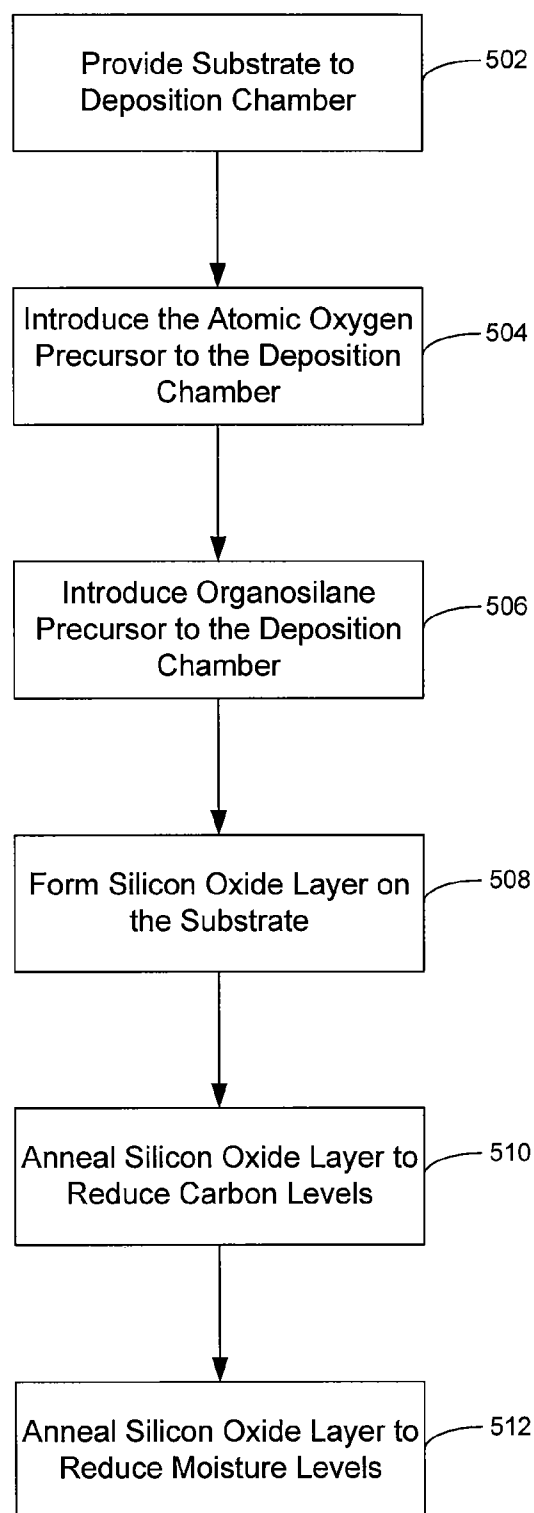 Provide Substrate to
Deposition Chamber
502
Introduce the Atomic Oxygen
Precursor to the Deposition
Chamber
504
Introduce Organosilane
Precursor to the Deposition
Chamber
506
Form Silicon Oxide Layer on
the Substrate
508
Anneal Silicon Oxide Layer to
Reduce Carbon Levels
510
Anneal Silicon Oxide Layer to
Reduce Moisture Levels
512